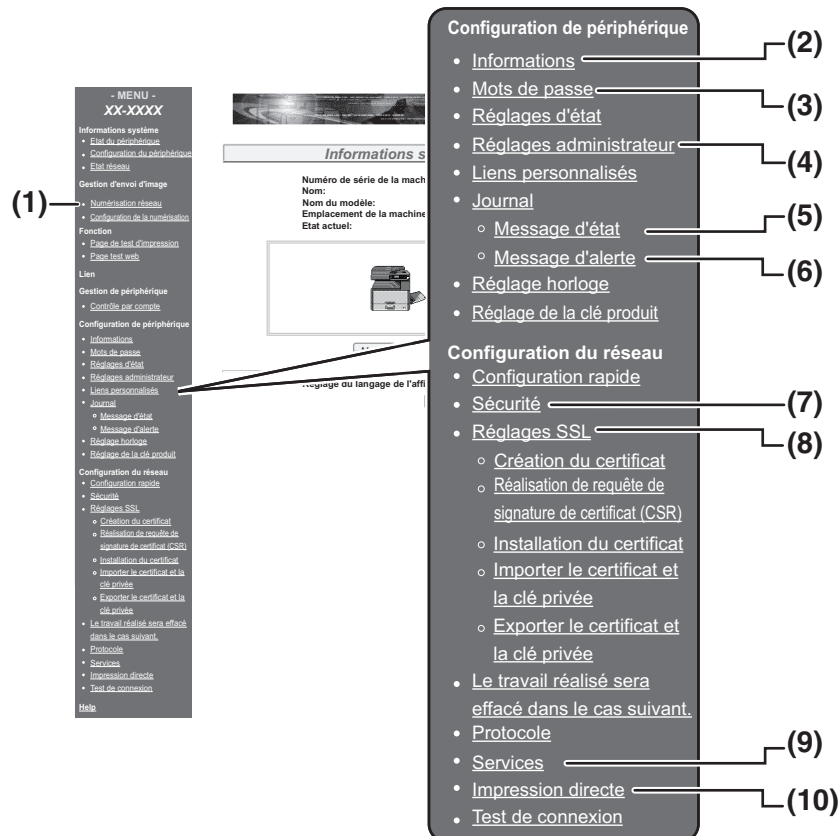 - MENU -
XX-XXXX
Informations système
• Etat du périphérique
• Configuration du périphérique
• Etat réseau
Gestion d'envoi d'image
(1)
• Numérisation réseau
• Configuration de la numérisation
Fonction
• Page de test d'impression
• Page test web
Lien
Gestion de périphérique
• Contrôle par compte
Configuration de périphérique
• Informations
• Mots de passe
• Réglages d'état
• Réglages administrateur
• Liens personnalisés
• Journal
○ Message d'état
○ Message d'alerte
• Réglage horloge
• Réglage de la clé produit
Configuration du réseau
• Configuration rapide
• Sécurité
• Réglages SSL
○ Création du certificat
○ Réalisation de requête de
signature de certificat (CSR)
○ Installation du certificat
○ Importer le certificat et la
clé privée
○ Exporter le certificat et la
clé privée
• Le travail réalisé sera effacé
dans le cas suivant.
• Protocole
• Services
• Impression directe
• Test de connexion
Help
Informations s
Numéro de série de la mach
Nom:
Nom du modèle:
Emplacement de la machine
Etat actuel:
Réglage du langage de l'affi
Configuration de périphérique
• Informations (2)
• Mots de passe (3)
• Réglages d'état
• Réglages administrateur (4)
• Liens personnalisés
• Journal
○ Message d'état (5)
○ Message d'alerte (6)
• Réglage horloge
• Réglage de la clé produit
Configuration du réseau
• Configuration rapide
• Sécurité (7)
• Réglages SSL (8)
○ Création du certificat
○ Réalisation de requête de
signature de certificat (CSR)
○ Installation du certificat
○ Importer le certificat et
la clé privée
○ Exporter le certificat et
la clé privée
• Le travail réalisé sera
effacé dans le cas suivant.
• Protocole
• Services (9)
• Impression directe (10)
• Test de connexion